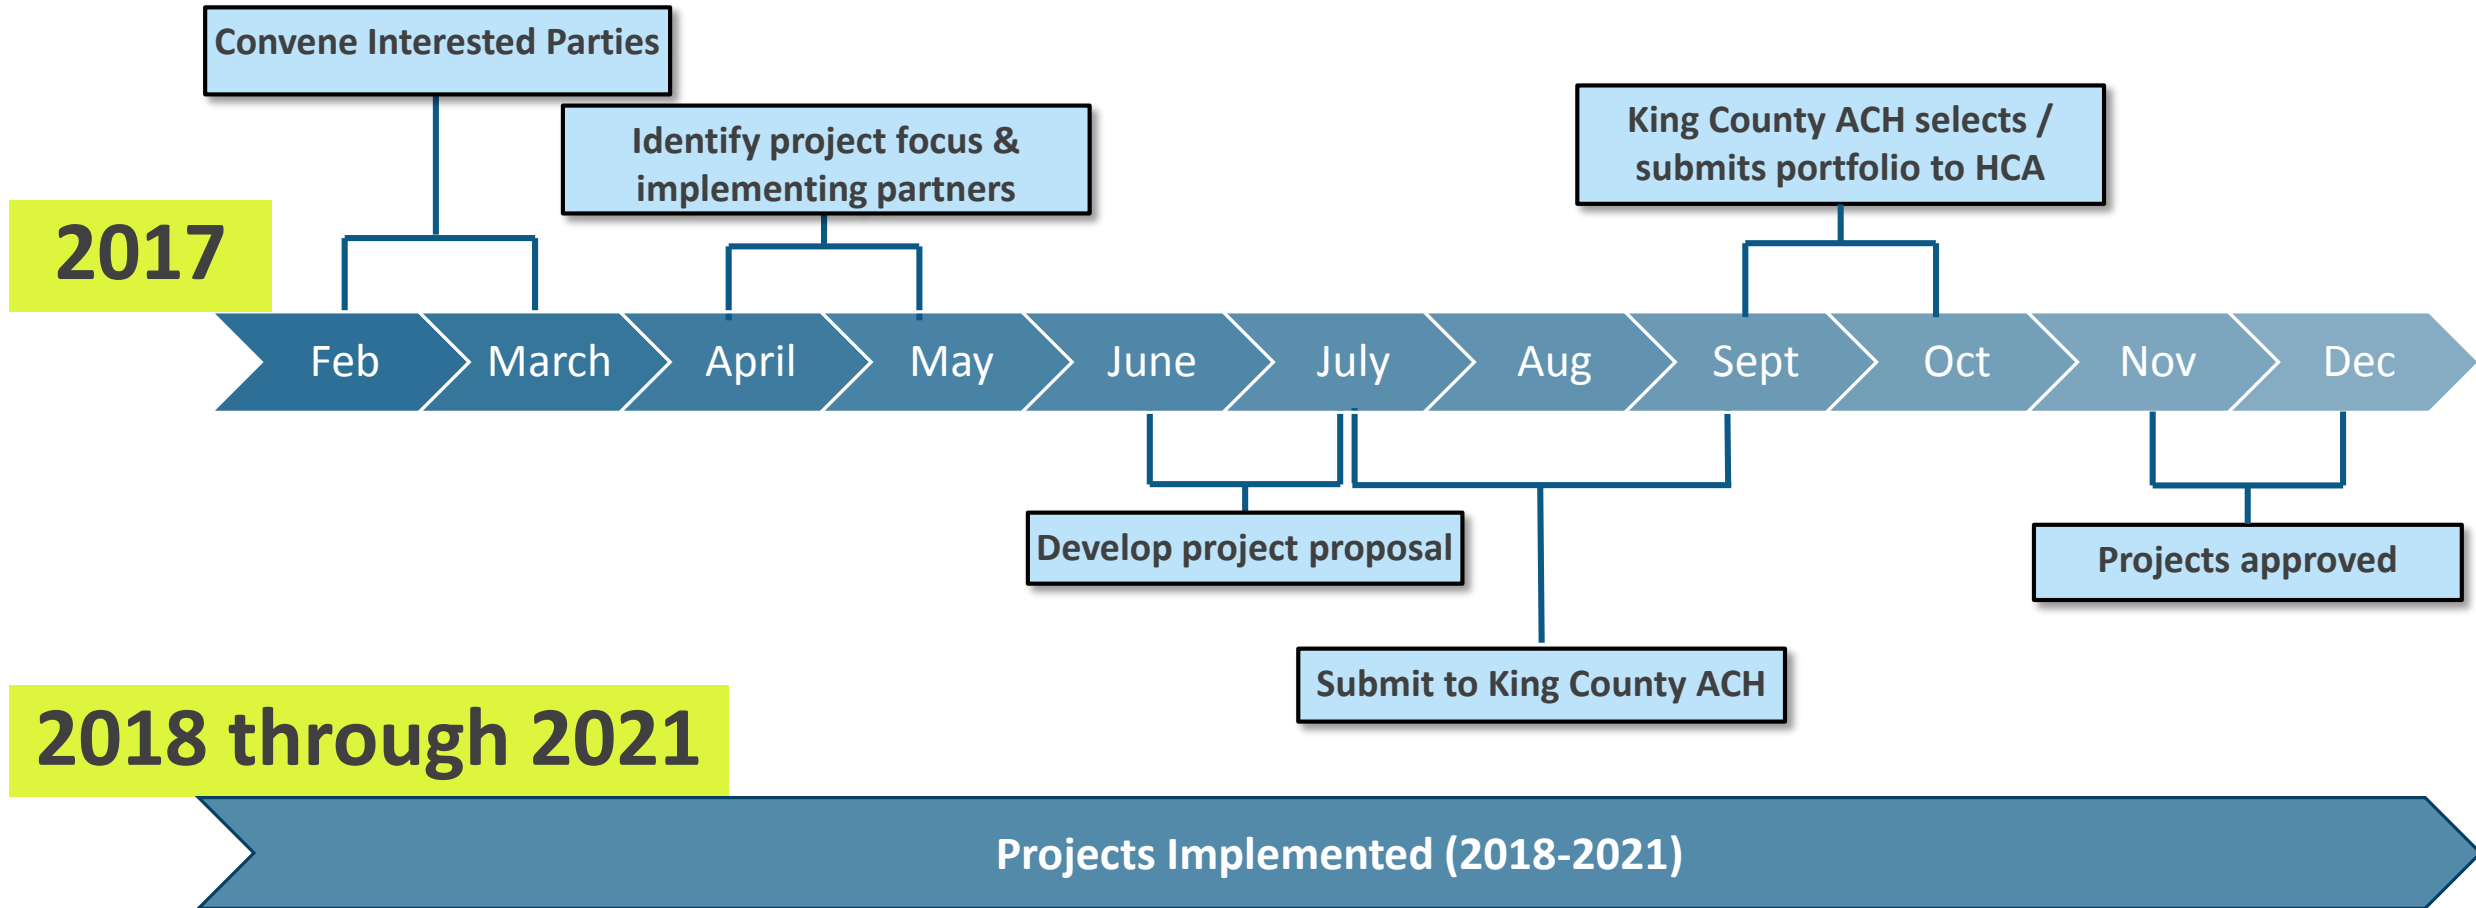 Convene Interested Parties
Identify project focus &
implementing partners
King County ACH selects /
submits portfolio to HCA
2017
Feb
March
April
May
June
July
Aug
Sept
Oct
Nov
Dec
Develop project proposal
Projects approved
Submit to King County ACH
2018 through 2021
Projects Implemented (2018-2021)